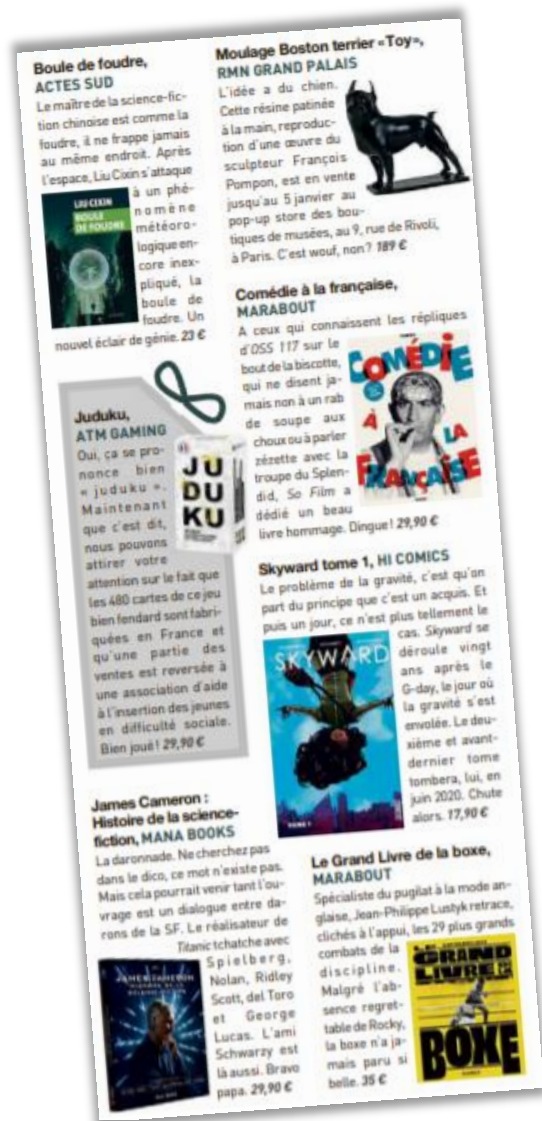 Boule de foudre,
ACTES SUD
Le maître de la science-fic-
tion chinoise est comme la
foudre, il ne frappe jamais
au même endroit. Après
l'espace, Liu Cixin s'attaque
à un phé-
nomène
météoro-
logique en-
core inex-
pliqué, la
boule de
foudre. Un
nouvel éclair de génie. 23 €
LIU CIXIN
BOULE
DE FOUDRE
Juduku,
ATM GAMING
Oui, ça se pro-
nonce bien
« juduku ».
Maintenant
que c'est dit,
nous pouvons
attirer votre
attention sur le fait que
les 480 cartes de ce jeu
bien fendard sont fabri-
quées en France et
qu'une partie des
ventes est reversée à
une association d'aide
à l'insertion des jeunes
en difficulté sociale.
Bien joué ! 29,90 €
JU
DU
KU
James Cameron :
Histoire de la science-
fiction, MANA BOOKS
La daronnade. Ne cherchez pas
dans le dico, ce mot n'existe pas.
Mais cela pourrait venir tant l'ou-
vrage est un dialogue entre da-
rons de la SF. Le réalisateur de
Titanic tchatche avec
Spielberg,
Nolan, Ridley
Scott, del Toro
et George
Lucas. L'ami
Schwarzy est
là aussi. Bravo
papa. 29,90 €
JAMES CAMERON
HISTOIRE DE LA
SCIENCE-FICTION
Moulage Boston terrier «Toy»,
RMN GRAND PALAIS
L'idée a du chien.
Cette résine patinée
à la main, reproduc-
tion d'une œuvre du
sculpteur François
Pompon, est en vente
jusqu'au 5 janvier au
pop-up store des bou-
tiques de musées, au 9, rue de Rivoli,
à Paris. C'est wouf, non ? 189 €
Comédie à la française,
MARABOUT
A ceux qui connaissent les répliques
d'OSS 117 sur le
bout de la biscotte,
qui ne disent ja-
mais non à un rab
de soupe aux
choux ou à parler
zézette avec la
troupe du Splen-
did, So Film a
dédié un beau
livre hommage. Dingue ! 29,90 €
COMÉDIE
À
LA
FRANÇAISE
Skyward tome 1, HI COMICS
Le problème de la gravité, c'est qu'on
part du principe que c'est un acquis. Et
puis un jour, ce n'est plus tellement le
cas. Skyward se
déroule vingt
ans après le
G-day, le jour où
la gravité s'est
envolée. Le deu-
xième et avant-
dernier tome
tombera, lui, en
juin 2020. Chute
alors. 17,90 €
SKYWARD
TOME 1
Le Grand Livre de la boxe,
MARABOUT
Spécialiste du pugilat à la mode an-
glaise, Jean-Philippe Lustyk retrace,
clichés à l'appui, les 29 plus grands
combats de la
discipline.
Malgré l'ab-
sence regret-
table de Rocky,
la boxe n'a ja-
mais paru si
belle. 35 €
LE
GRAND
LIVRE DE
LA
BOXE